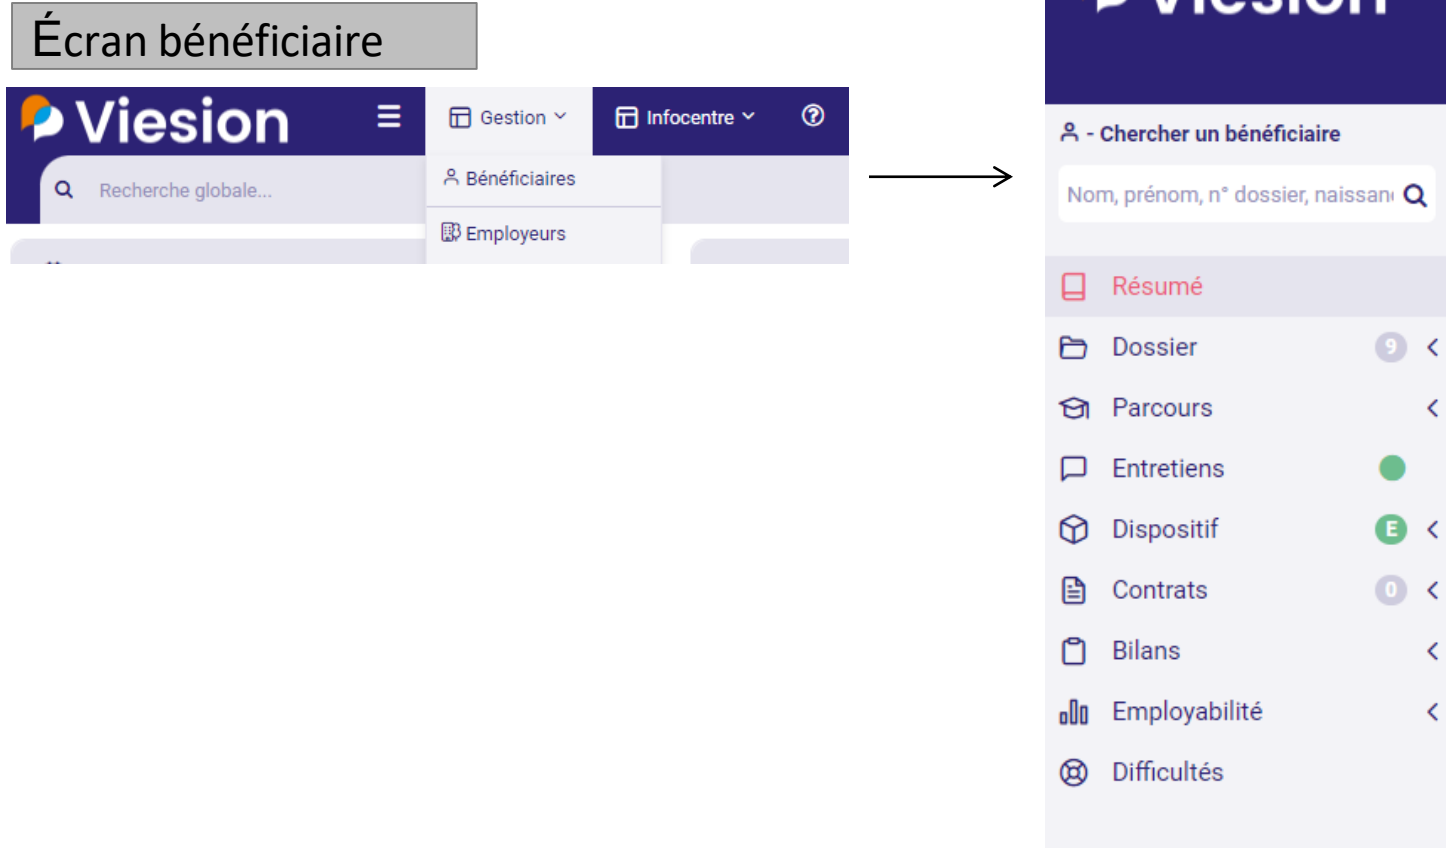 Écran bénéficiaire
Viesion
Gestion
Infocentre
Recherche globale...
Bénéficiaires
Employeurs
Viesion
- Chercher un bénéficiaire
Nom, prénom, n° dossier, naissan
Résumé
Dossier 9
Parcours
Entretiens
Dispositif E
Contrats 0
Bilans
Employabilité
Difficultés